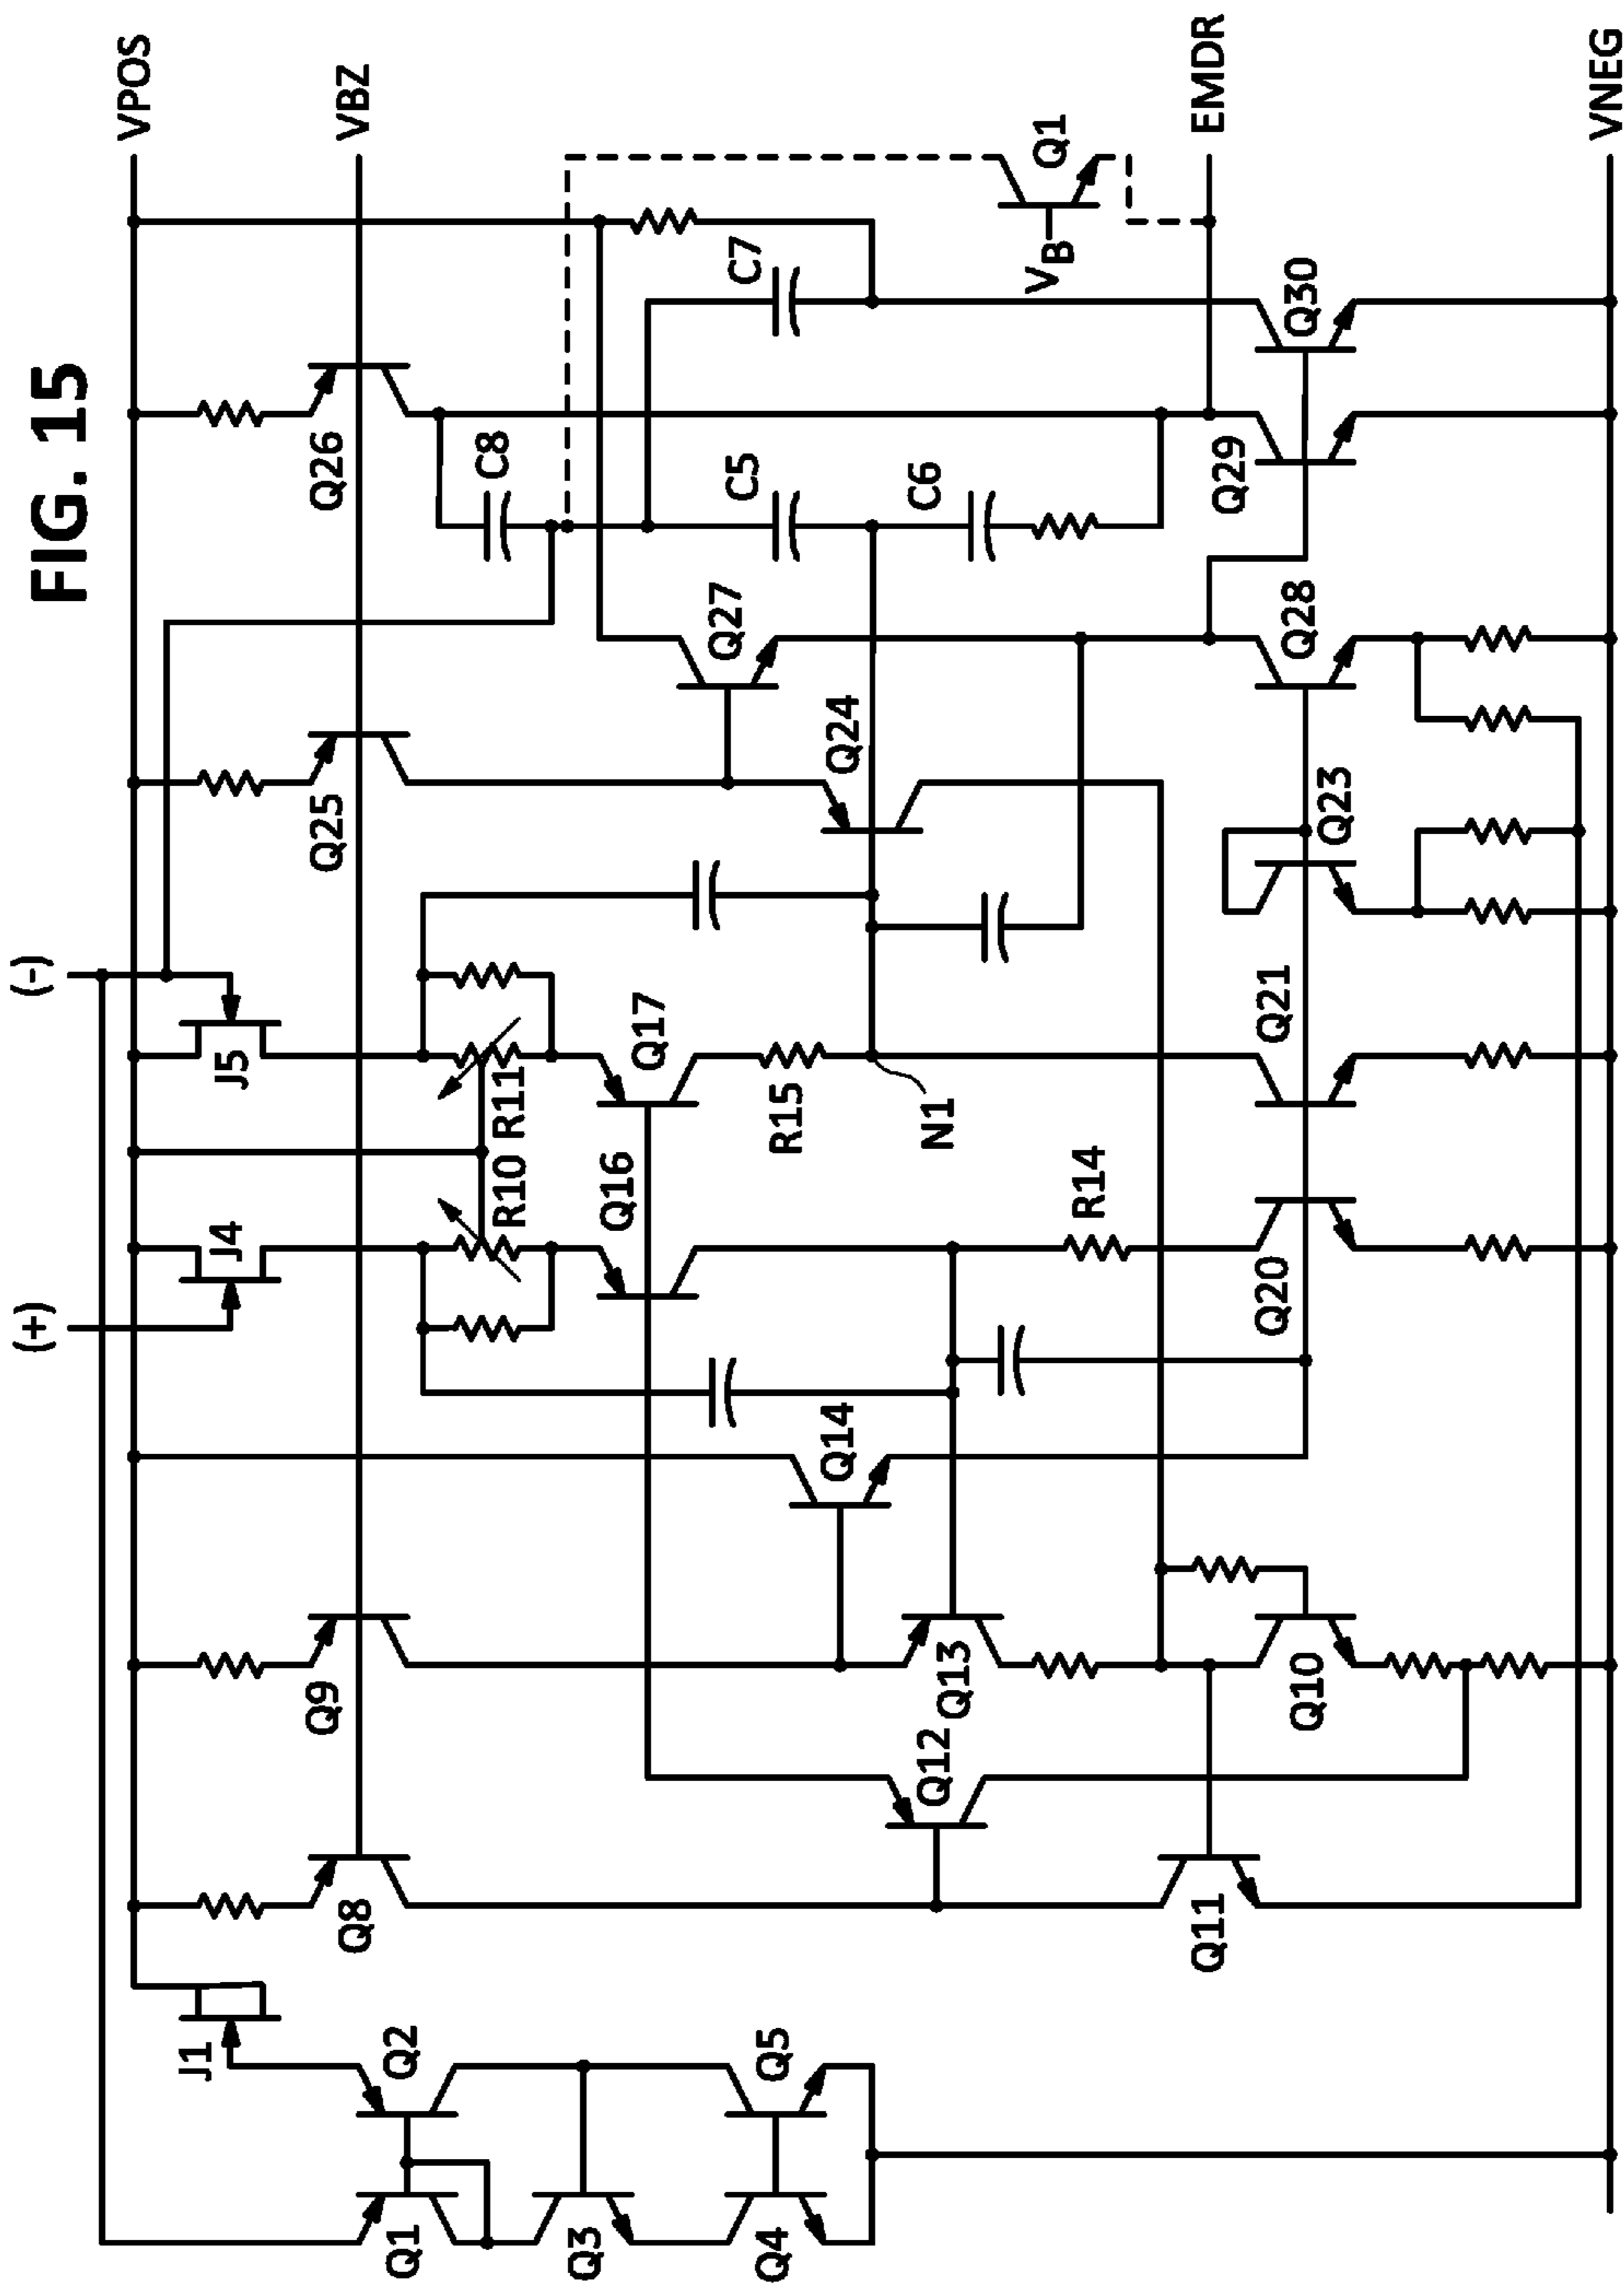 FIG. 15
(+)
(-)
VPOS
VBZ
J1
J4
J5
Q1
Q2
Q8
Q9
Q25
Q26
R10
R11
C8
Q3
Q16
Q17
Q27
C5
C7
Q4
Q5
Q14
R15
Q24
Q12
Q13
N1
C6
VB
Q1
R14
Q11
Q10
Q20
Q21
Q23
Q28
Q29
Q30
EMDR
VNEG